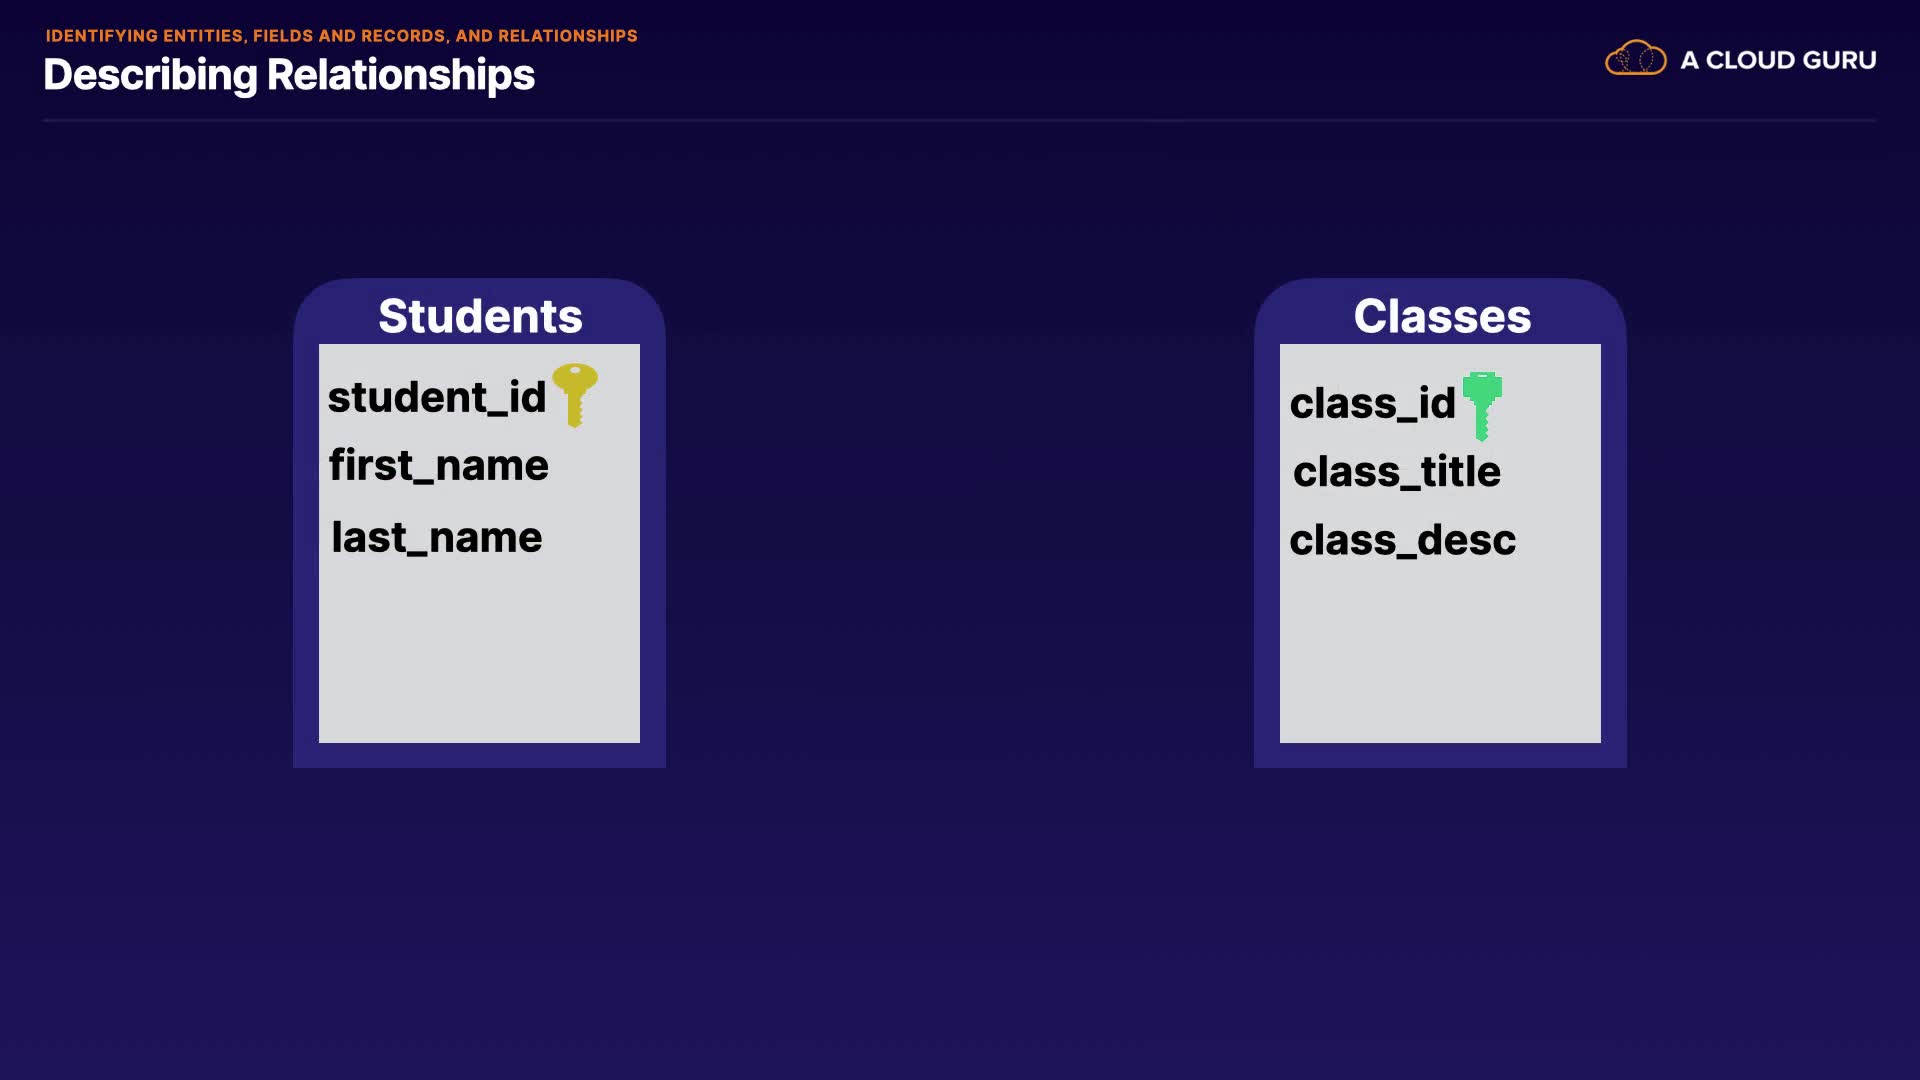 IDENTIFYING ENTITIES, FIELDS AND RECORDS, AND RELATIONSHIPS
Describing Relationships
A CLOUD GURU
Students
student_id
first_name
last_name
Classes
class_id
class_title
class_desc